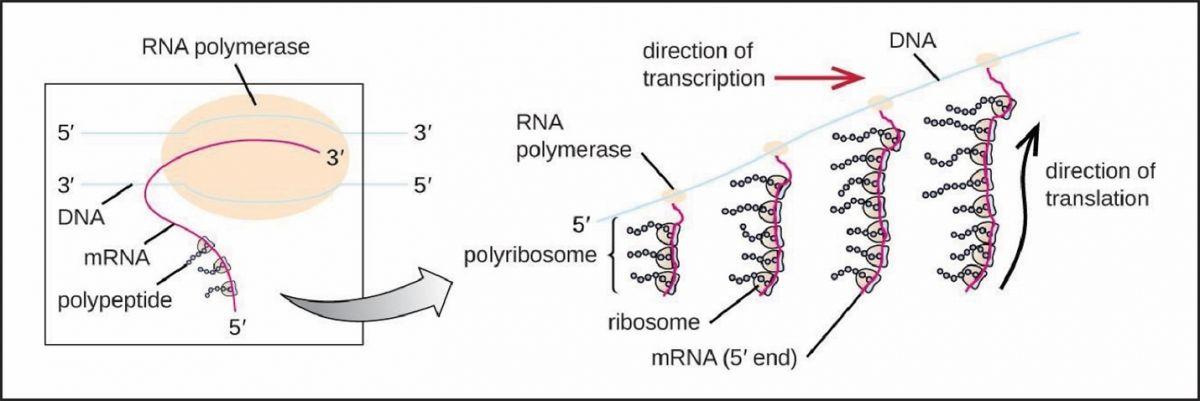 RNA polymerase
5′
3′
3′
3′
5′
DNA
mRNA
polypeptide
5′
direction of
transcription
DNA
RNA
polymerase
5′
polyribosome
ribosome
mRNA (5′ end)
direction of
translation